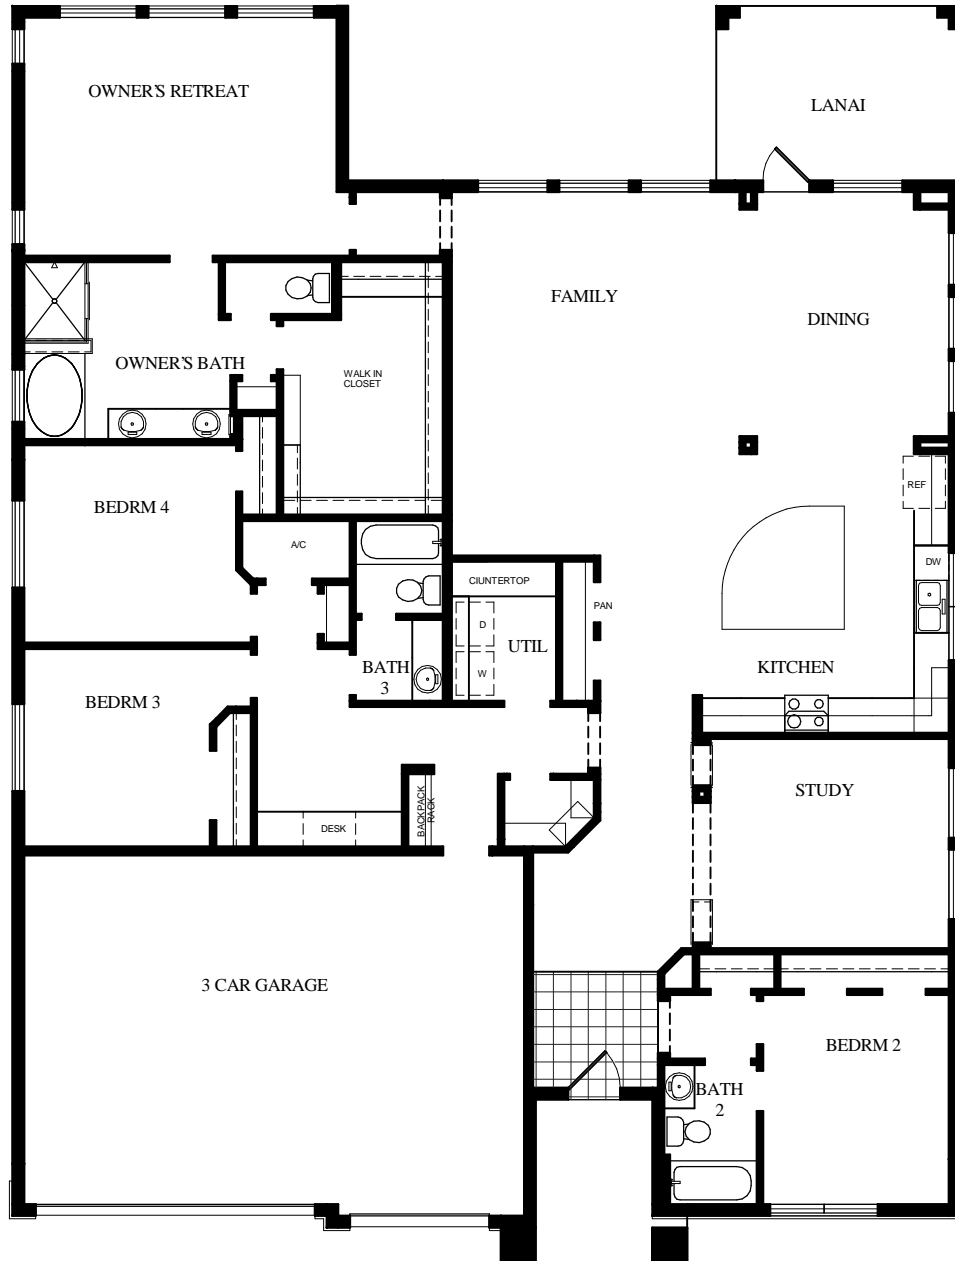 OWNER'S RETREAT
LANAI
FAMILY
DINING
OWNER'S BATH
WALK IN
CLOSET
BEDRM 4
REF
A/C
DW
CIUNTERTOP
PAN
D
UTIL
W
BATH
3
KITCHEN
BEDRM 3
STUDY
BACKPACK
RACK
DESK
3 CAR GARAGE
BEDRM 2
BATH
2